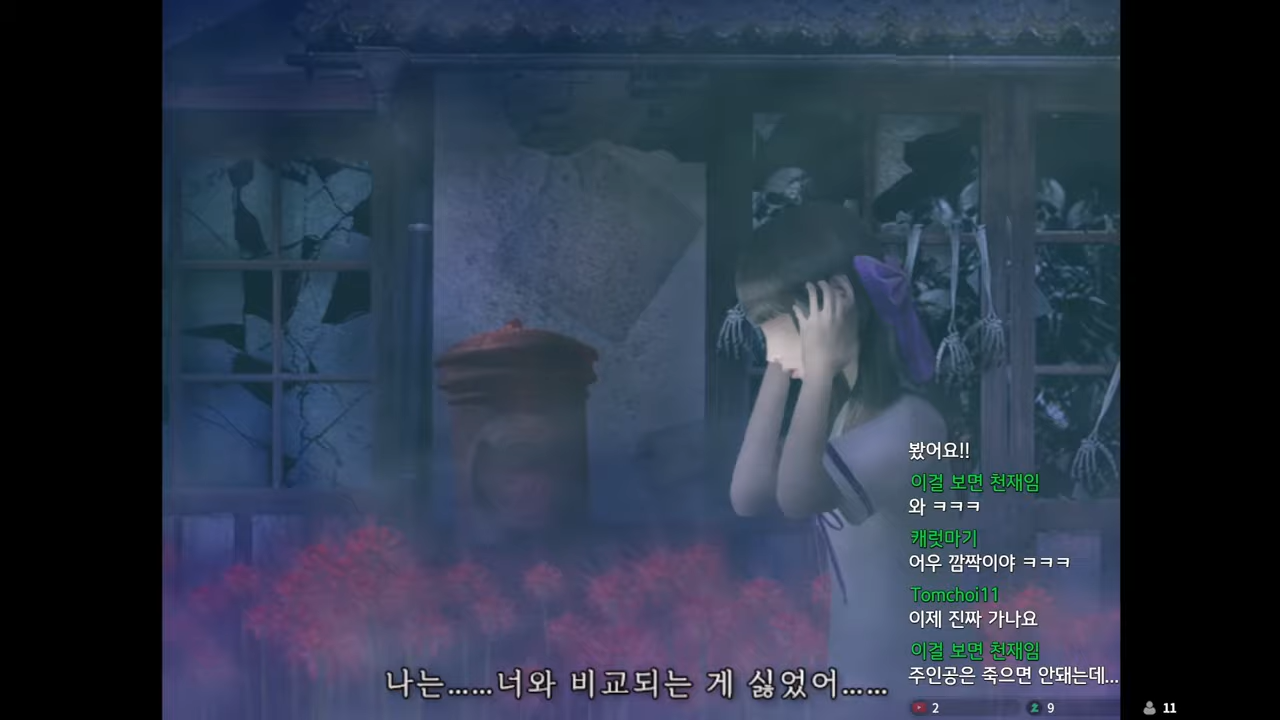 봤어요!!
이걸 보면 천재임
와 ㅋㅋㅋ
캐럿마기
어우 깜짝이야 ㅋㅋㅋ
Tomchoi11
이제 진짜 가나요
이걸 보면 천재임
주인공은 죽으면 안돼는데...
나는……너와 비교되는 게 싫었어……
2
9
11